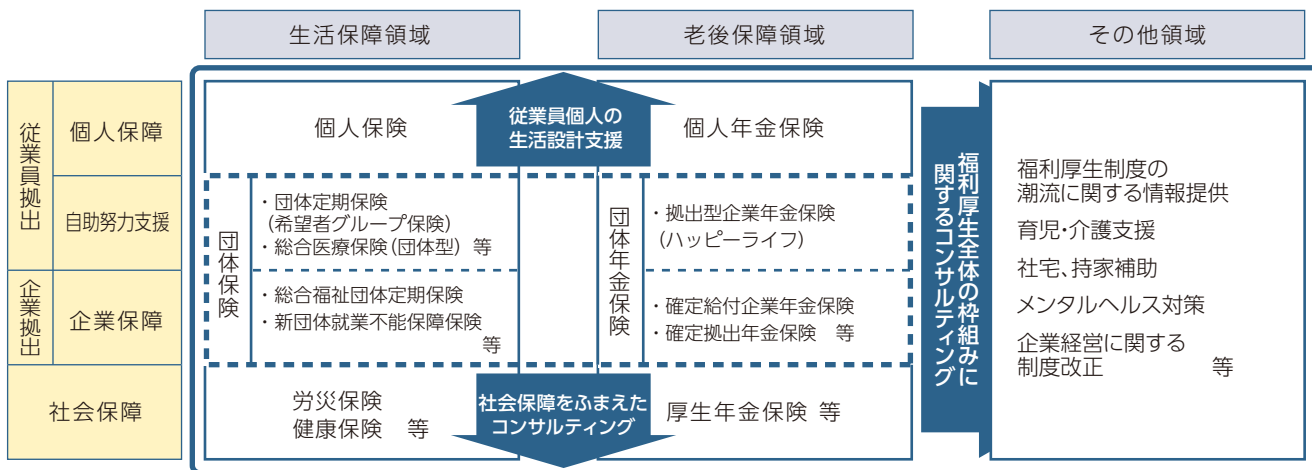 生活保障領域
老後保障領域
その他領域
従業員拠出
個人保障
個人保険
従業員個人の
生活設計支援
個人年金保険
自助努力支援
団体保険
・団体定期保険
(希望者グループ保険)
・総合医療保険(団体型) 等
団体年金保険
・拠出型企業年金保険
(ハッピーライフ)
企業拠出
企業保障
・総合福祉団体定期保険
・新団体就業不能保障保険
等
・確定給付企業年金保険
・確定拠出年金保険 等
社会保障
労災保険
健康保険 等
社会保障をふまえた
コンサルティング
厚生年金保険 等
福利厚生全体の枠組みに
関するコンサルティング
福利厚生制度の
潮流に関する情報提供
育児・介護支援
社宅、持家補助
メンタルヘルス対策
企業経営に関する
制度改正 等